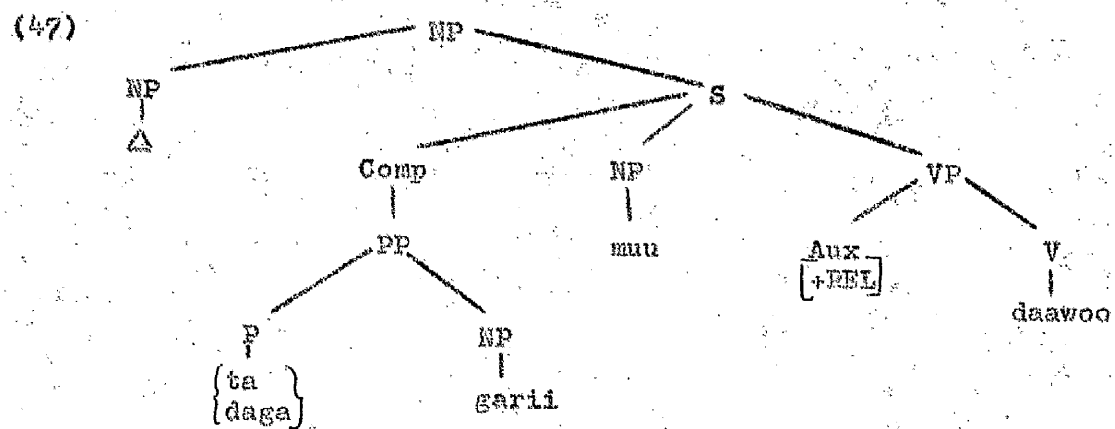 (47)
NP
NP
S
△
Comp
NP
VP
PP
muu
Aux
V
[+REL]
daawoo
P
NP
{ta
daga}
garii